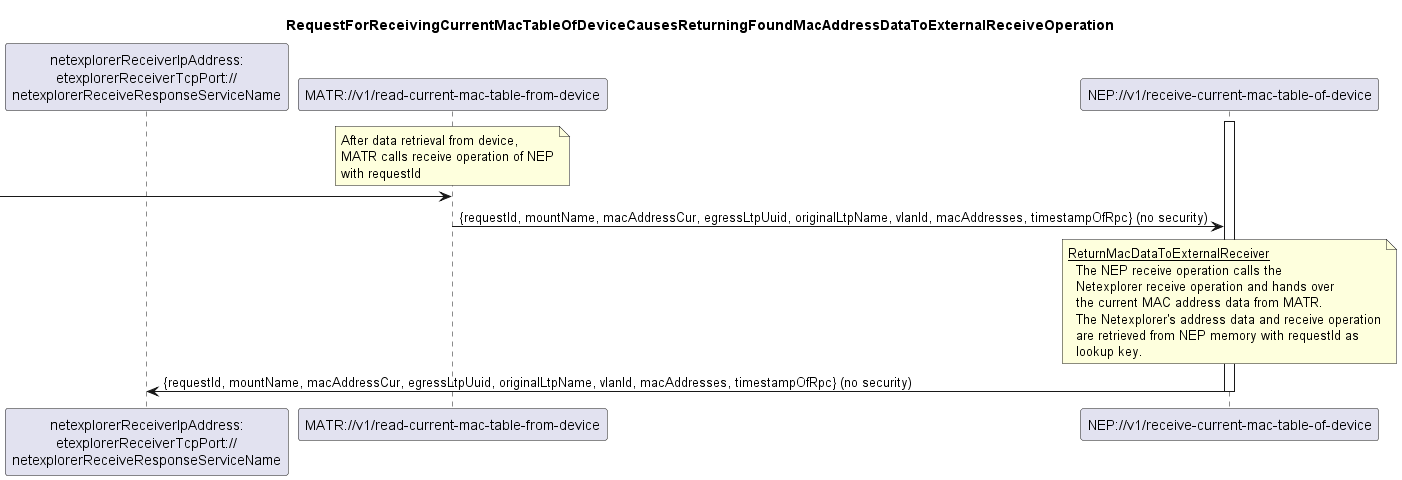 RequestForReceivingCurrentMacTableOfDeviceCausesReturningFoundMacAddressDataToExternalReceiveOperation
netexplorerReceiverIpAddress:
etexplorerReceiverTcpPort://
netexplorerReceiveResponseServiceName
MATR://v1/read-current-mac-table-from-device
NEP://v1/receive-current-mac-table-of-device
After data retrieval from device,
MATR calls receive operation of NEP
with requestId
{requestId, mountName, macAddressCur, egressLtpUuid, originalLtpName, vlanId, macAddresses, timestampOfRpc} (no security)
ReturnMacDataToExternalReceiver
The NEP receive operation calls the
Netexplorer receive operation and hands over
the current MAC address data from MATR.
The Netexplorer's address data and receive operation
are retrieved from NEP memory with requestId as
lookup key.
{requestId, mountName, macAddressCur, egressLtpUuid, originalLtpName, vlanId, macAddresses, timestampOfRpc} (no security)
netexplorerReceiverIpAddress:
etexplorerReceiverTcpPort://
netexplorerReceiveResponseServiceName
MATR://v1/read-current-mac-table-from-device
NEP://v1/receive-current-mac-table-of-device